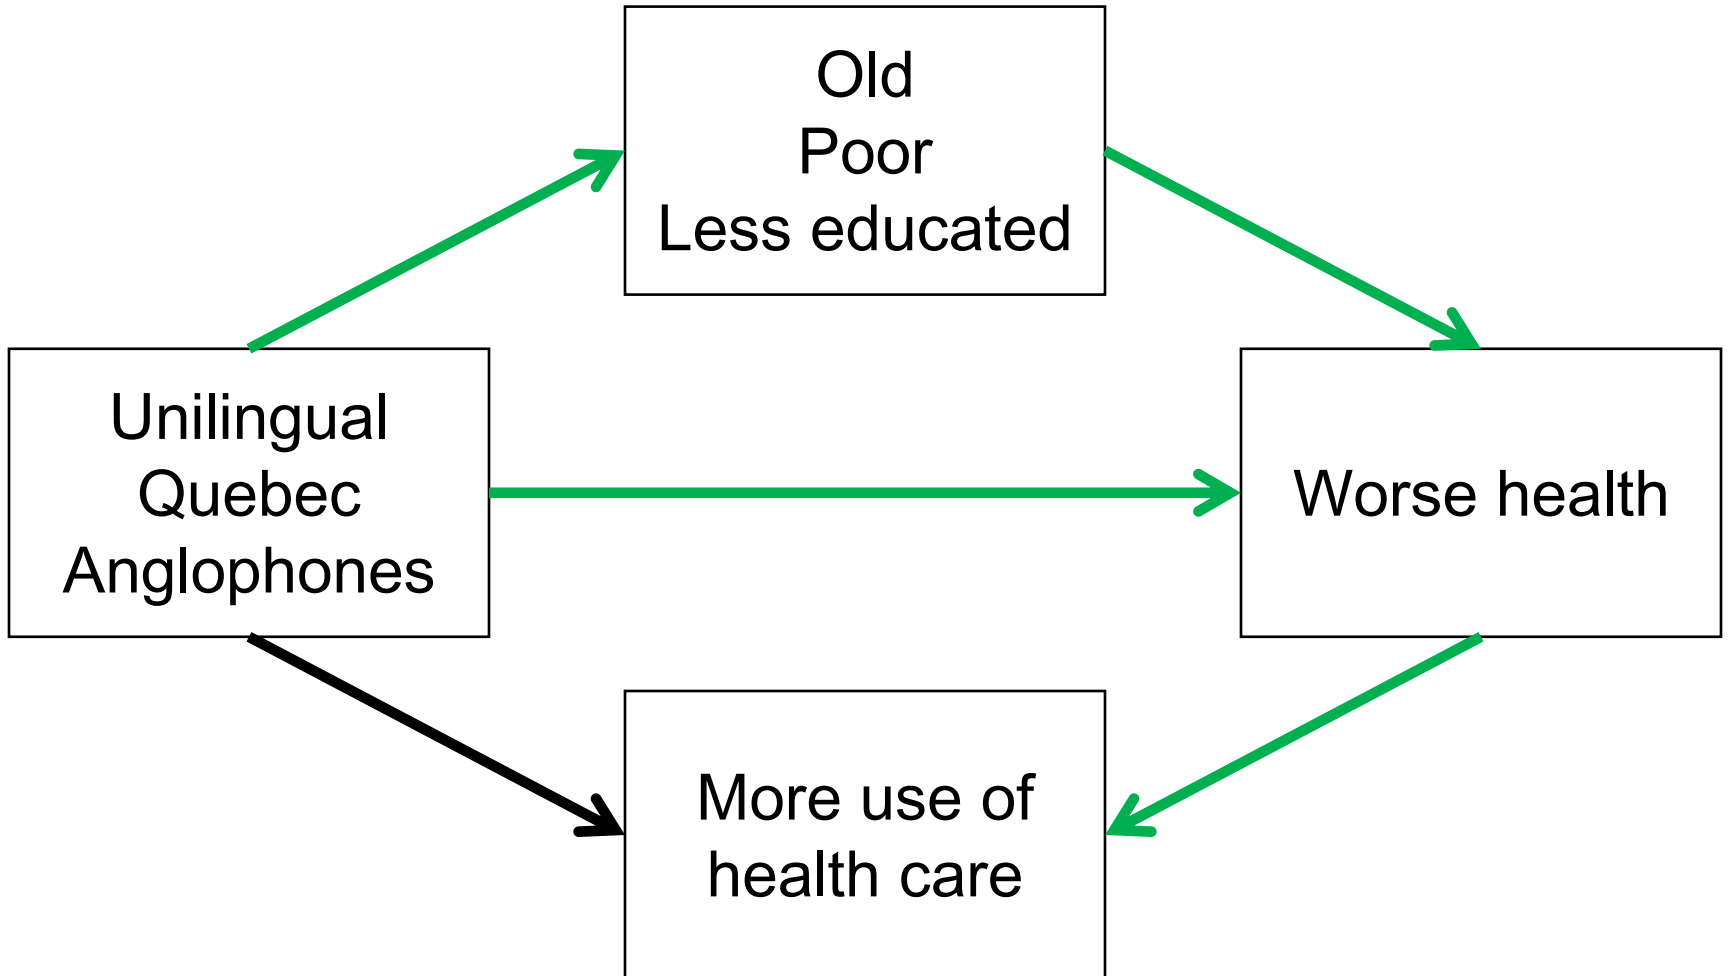 Old
Poor
Less educated
Unilingual
Quebec
Anglophones
Worse health
More use of
health care